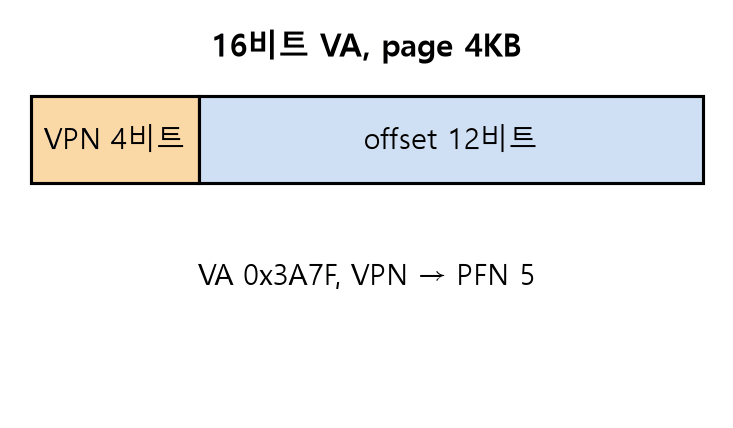 16비트 VA, page 4KB
VPN 4비트
offset 12비트
VA 0x3A7F, VPN → PFN 5